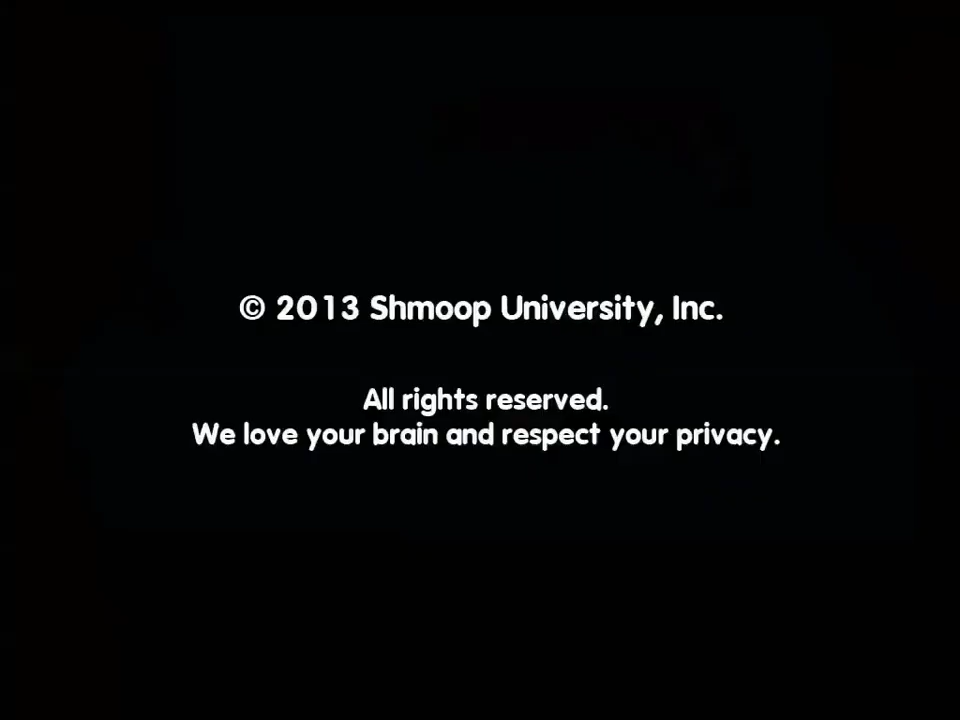 © 2013 Shmoop University, Inc.
All rights reserved.
We love your brain and respect your privacy.